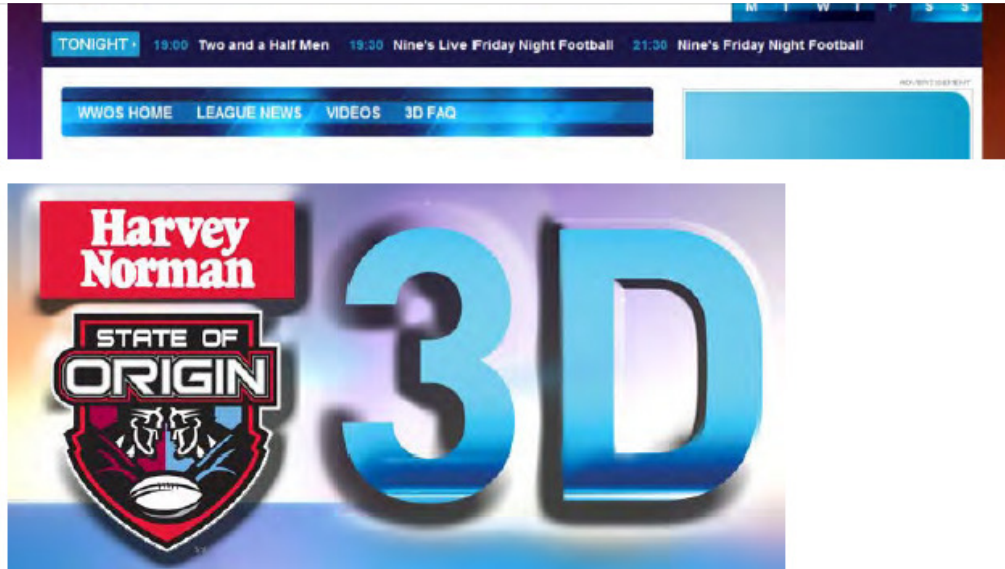 M T W T F S S
TONIGHT 19:00 Two and a Half Men 19:30 Nine's Live Friday Night Football 21:30 Nine's Friday Night Football
ADVERTISEMENT
WWOS HOME LEAGUE NEWS VIDEOS 3D FAQ
Harvey
Norman
3D
STATE OF
ORIGIN